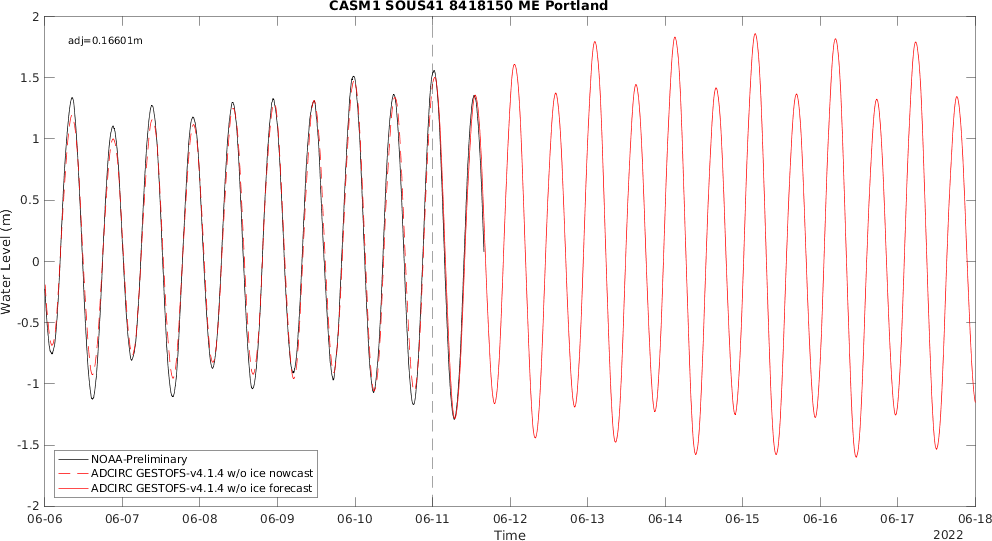 CASM1 SOUS41 8418150 ME Portland
adj=0.16601m
2
1.5
1
0.5
0
-0.5
-1
-1.5
-2
Water Level (m)
NOAA-Preliminary
ADCIRC GESTOFS-v4.1.4 w/o ice nowcast
ADCIRC GESTOFS-v4.1.4 w/o ice forecast
06-06 06-07 06-08 06-09 06-10 06-11 06-12 06-13 06-14 06-15 06-16 06-17 06-18
Time
2022